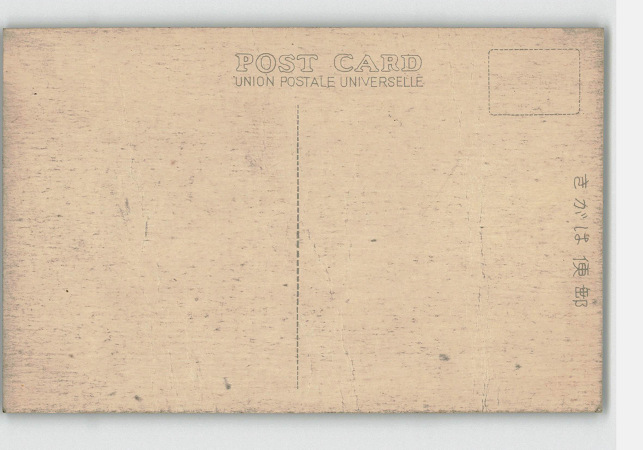 POST CARD
UNION POSTALE UNIVERSELLE
きがは便郵